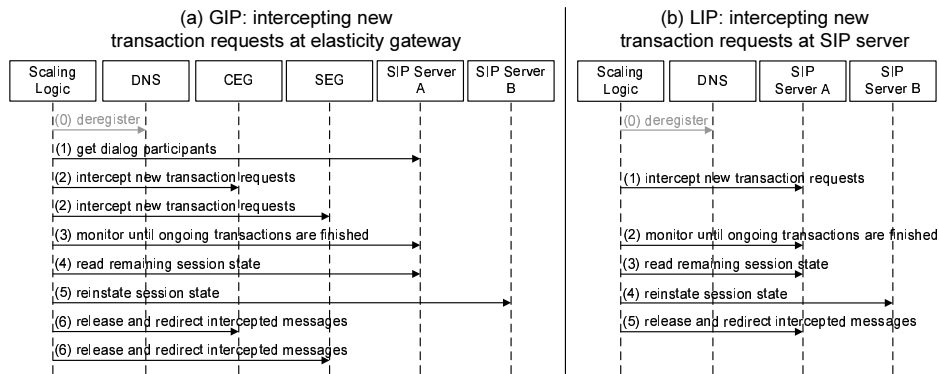 (a) GIP: intercepting new
transaction requests at elasticity gateway
Scaling
Logic
DNS
CEG
SEG
SIP Server
A
SIP Server
B
(0) deregister
(1) get dialog participants
(2) intercept new transaction requests
(2) intercept new transaction requests
(3) monitor until ongoing transactions are finished
(4) read remaining session state
(5) reinstate session state
(6) release and redirect intercepted messages
(6) release and redirect intercepted messages
(b) LIP: intercepting new
transaction requests at SIP server
Scaling
Logic
DNS
SIP
Server A
SIP
Server B
(0) deregister
(1) intercept new transaction requests
(2) monitor until ongoing transactions are finished
(3) read remaining session state
(4) reinstate session state
(5) release and redirect intercepted messages